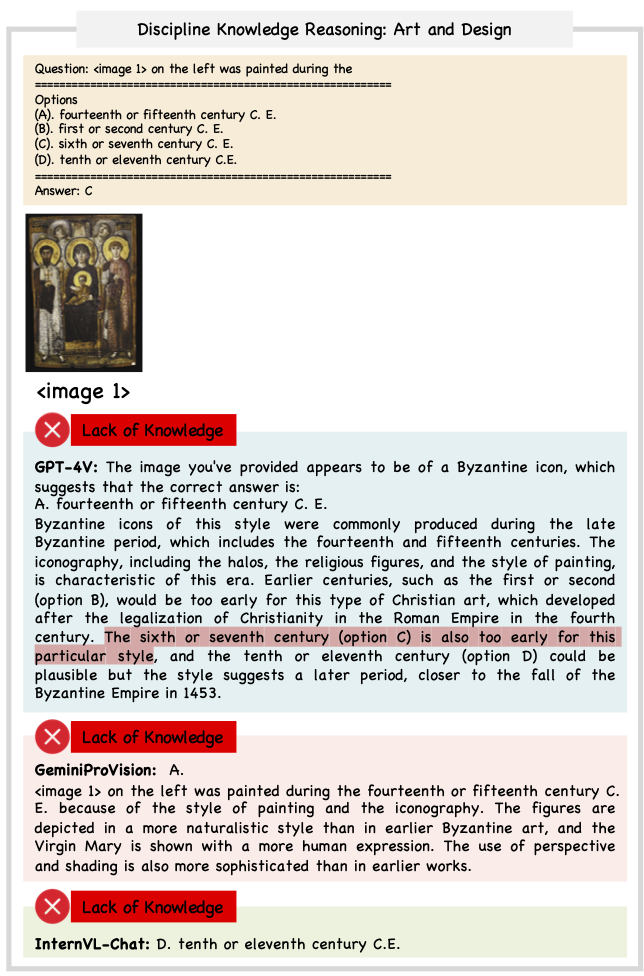 Discipline Knowledge Reasoning: Art and Design
Question: <image 1> on the left was painted during the
==========================================================
Options
(A). fourteenth or fifteenth century C. E.
(B). first or second century C. E.
(C). sixth or seventh century C. E.
(D). tenth or eleventh century C.E.
==========================================================
Answer: C
<image 1>
Lack of Knowledge
GPT-4V: The image you've provided appears to be of a Byzantine icon, which
suggests that the correct answer is:
A. fourteenth or fifteenth century C. E.
Byzantine icons of this style were commonly produced during the late
Byzantine period, which includes the fourteenth and fifteenth centuries. The
iconography, including the halos, the religious figures, and the style of painting,
is characteristic of this era. Earlier centuries, such as the first or second
(option B), would be too early for this type of Christian art, which developed
after the legalization of Christianity in the Roman Empire in the fourth
century. The sixth or seventh century (option C) is also too early for this
particular style, and the tenth or eleventh century (option D) could be
plausible but the style suggests a later period, closer to the fall of the
Byzantine Empire in 1453.
Lack of Knowledge
GeminiProVision: A.
<image 1> on the left was painted during the fourteenth or fifteenth century C.
E. because of the style of painting and the iconography. The figures are
depicted in a more naturalistic style than in earlier Byzantine art, and the
Virgin Mary is shown with a more human expression. The use of perspective
and shading is also more sophisticated than in earlier works.
Lack of Knowledge
InternVL-Chat: D. tenth or eleventh century C.E.